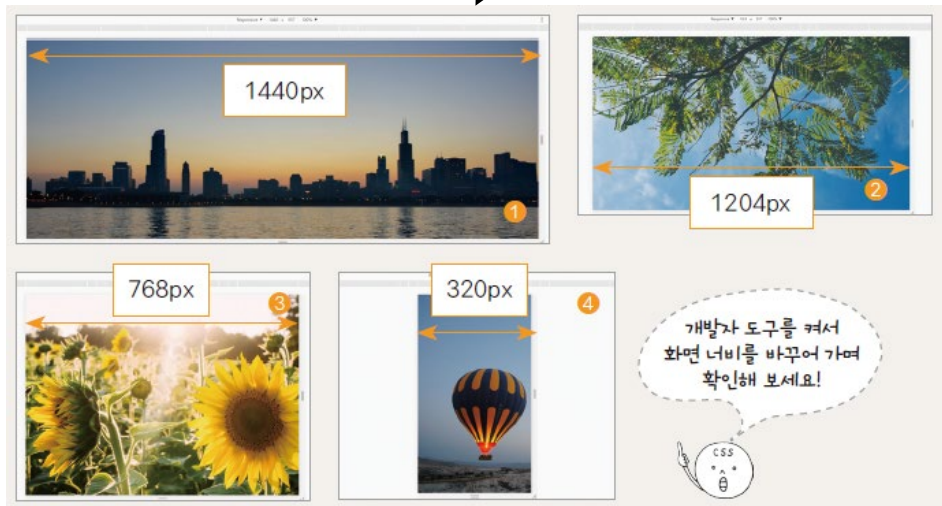 1440px
1
1204px
2
768px
3
320px
4
개발자 도구를 켜서
화면 너비를 바꾸어 가며
확인해 보세요!
CSS